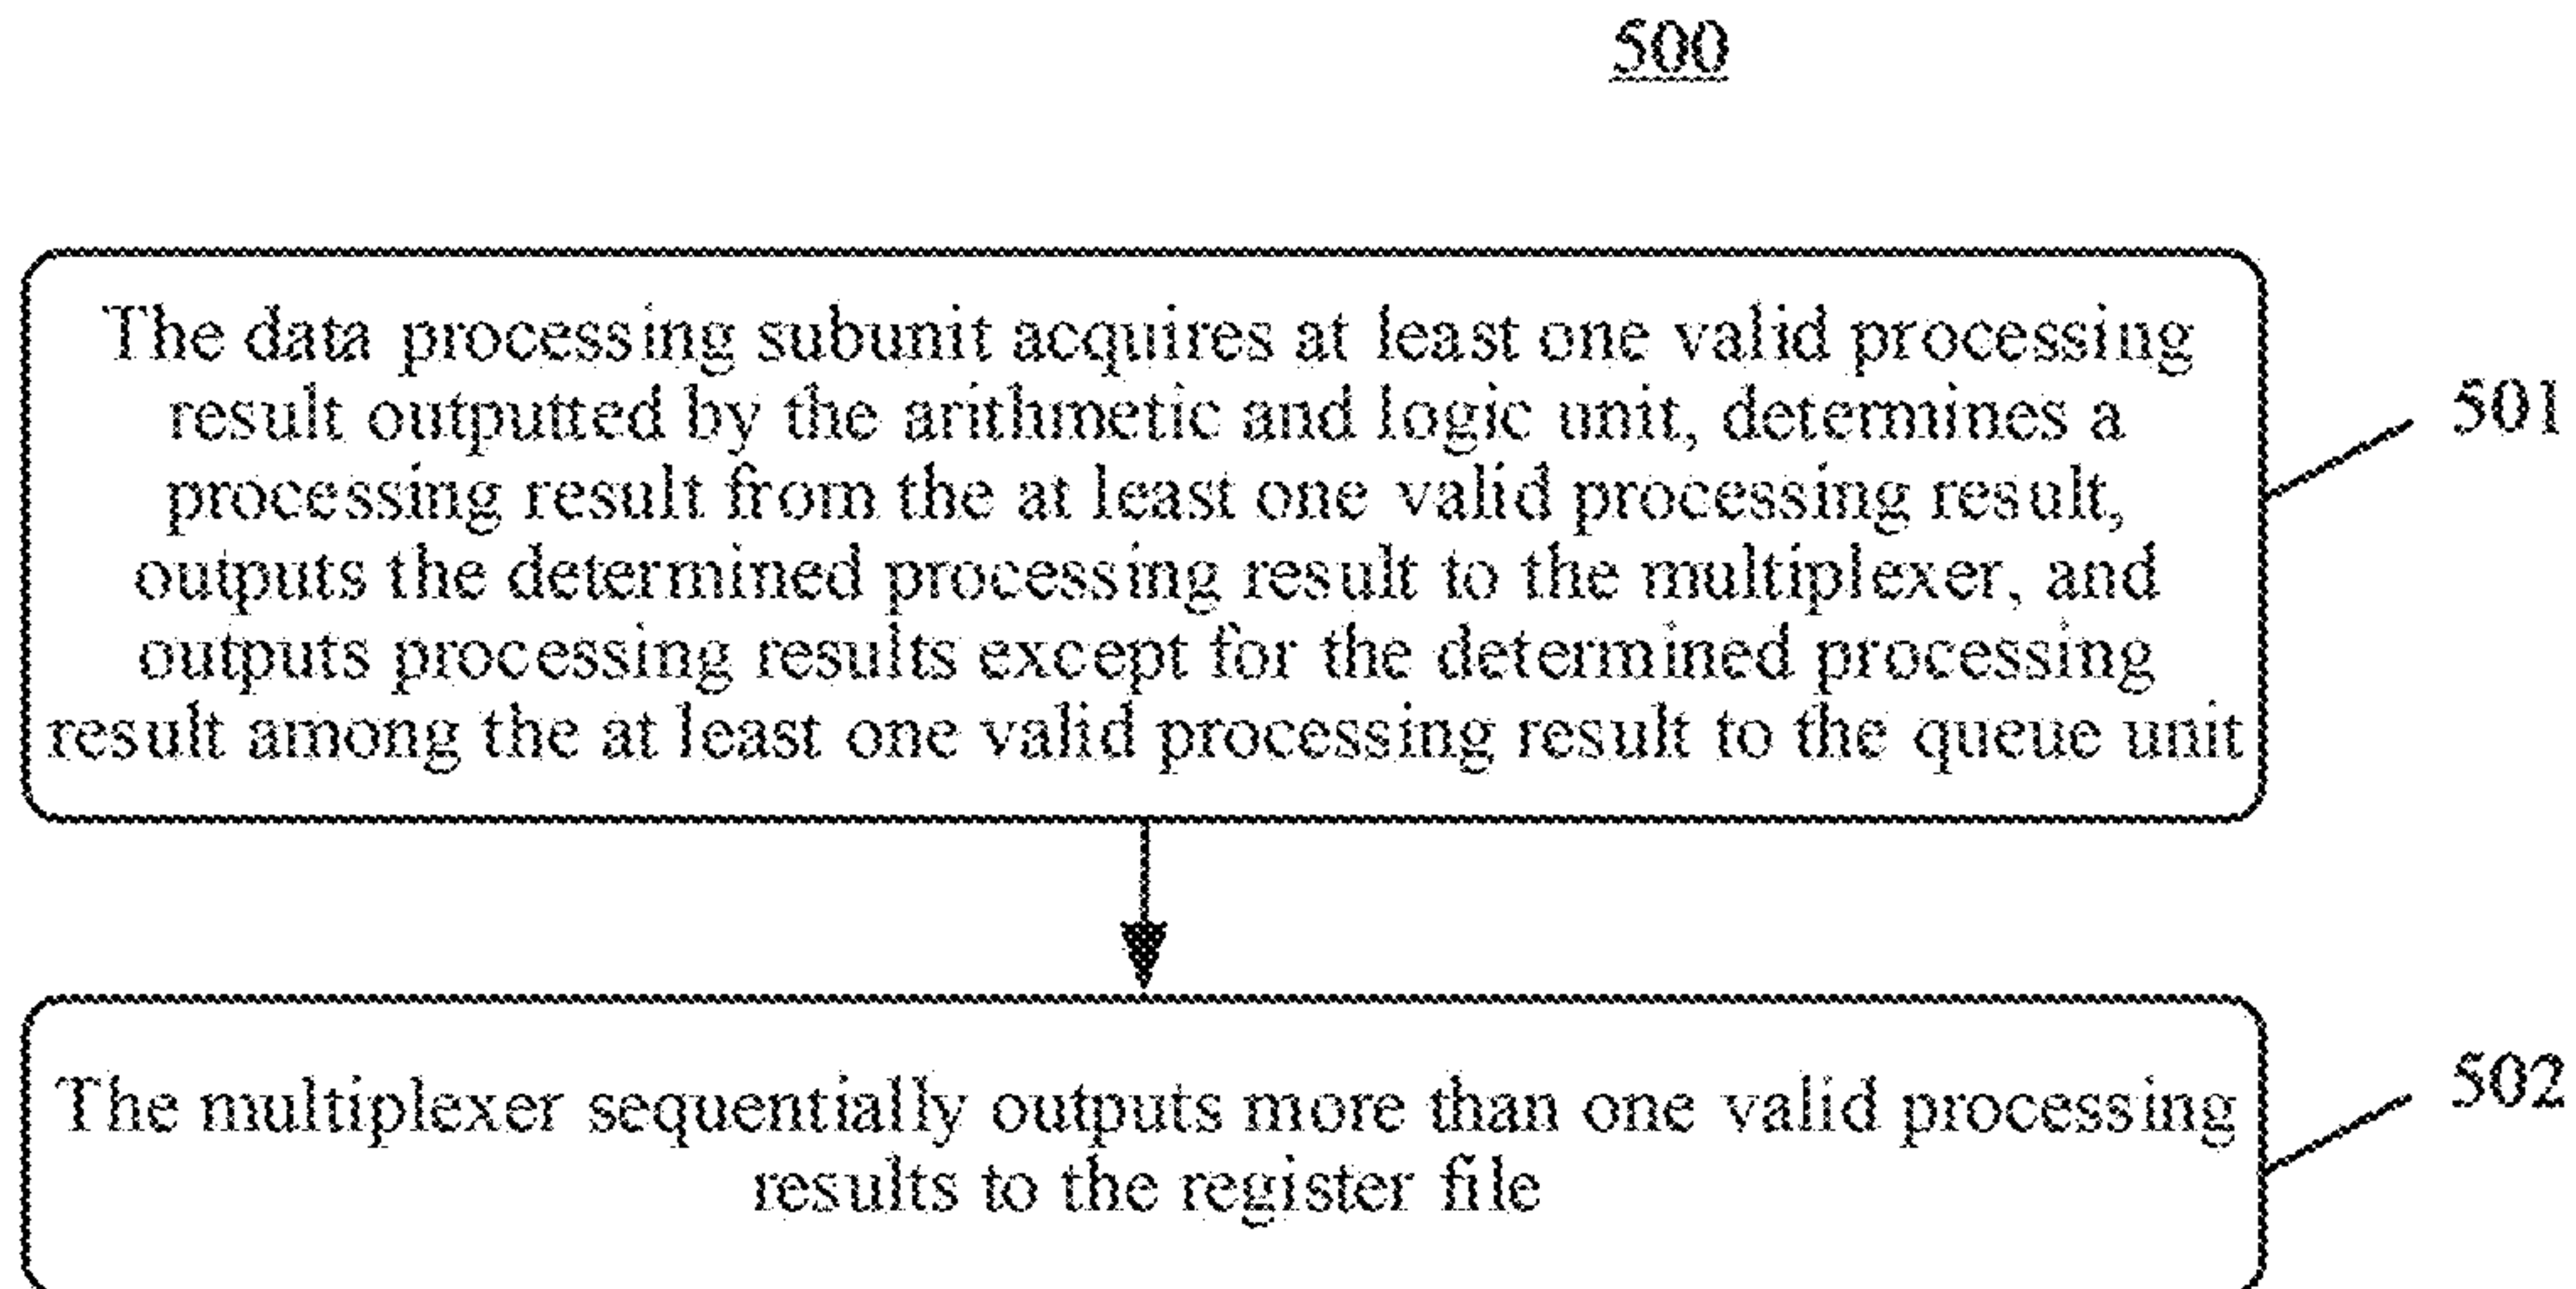 500
The data processing subunit acquires at least one valid processing
result outputted by the arithmetic and logic unit, determines a
processing result from the at least one valid processing result,
outputs the determined processing result to the multiplexer, and
outputs processing results except for the determined processing
result among the at least one valid processing result to the queue unit
501
The multiplexer sequentially outputs more than one valid processing
results to the register file
502